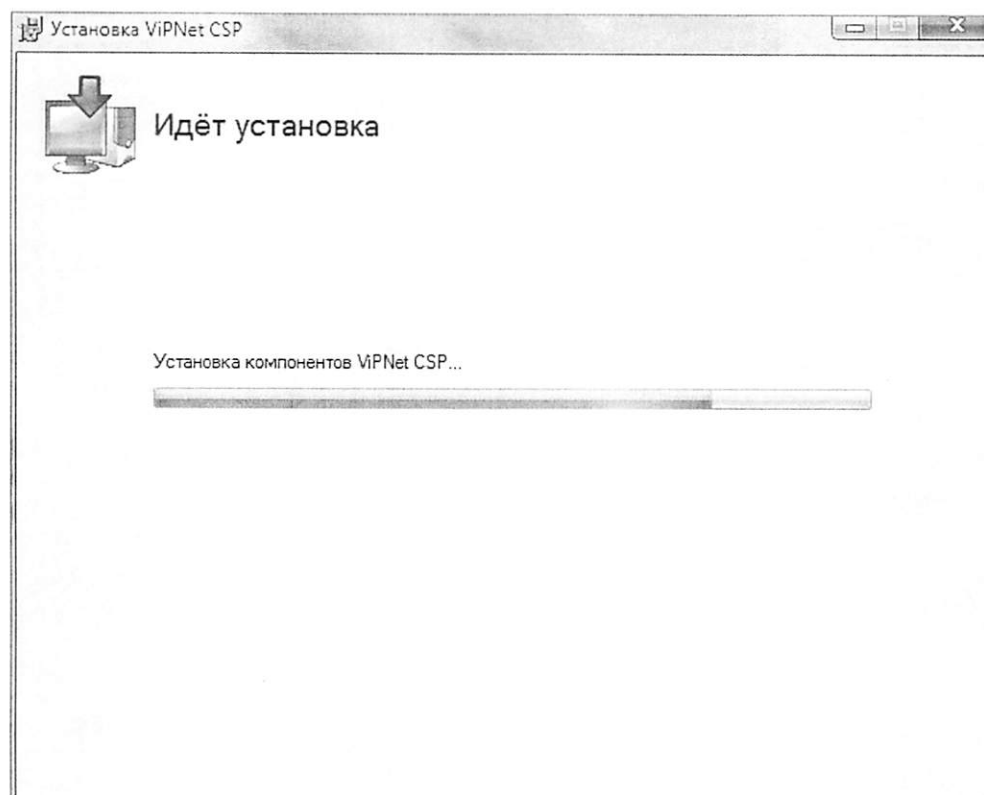 Установка ViPNet CSP
Идёт установка
Установка компонентов ViPNet CSP...